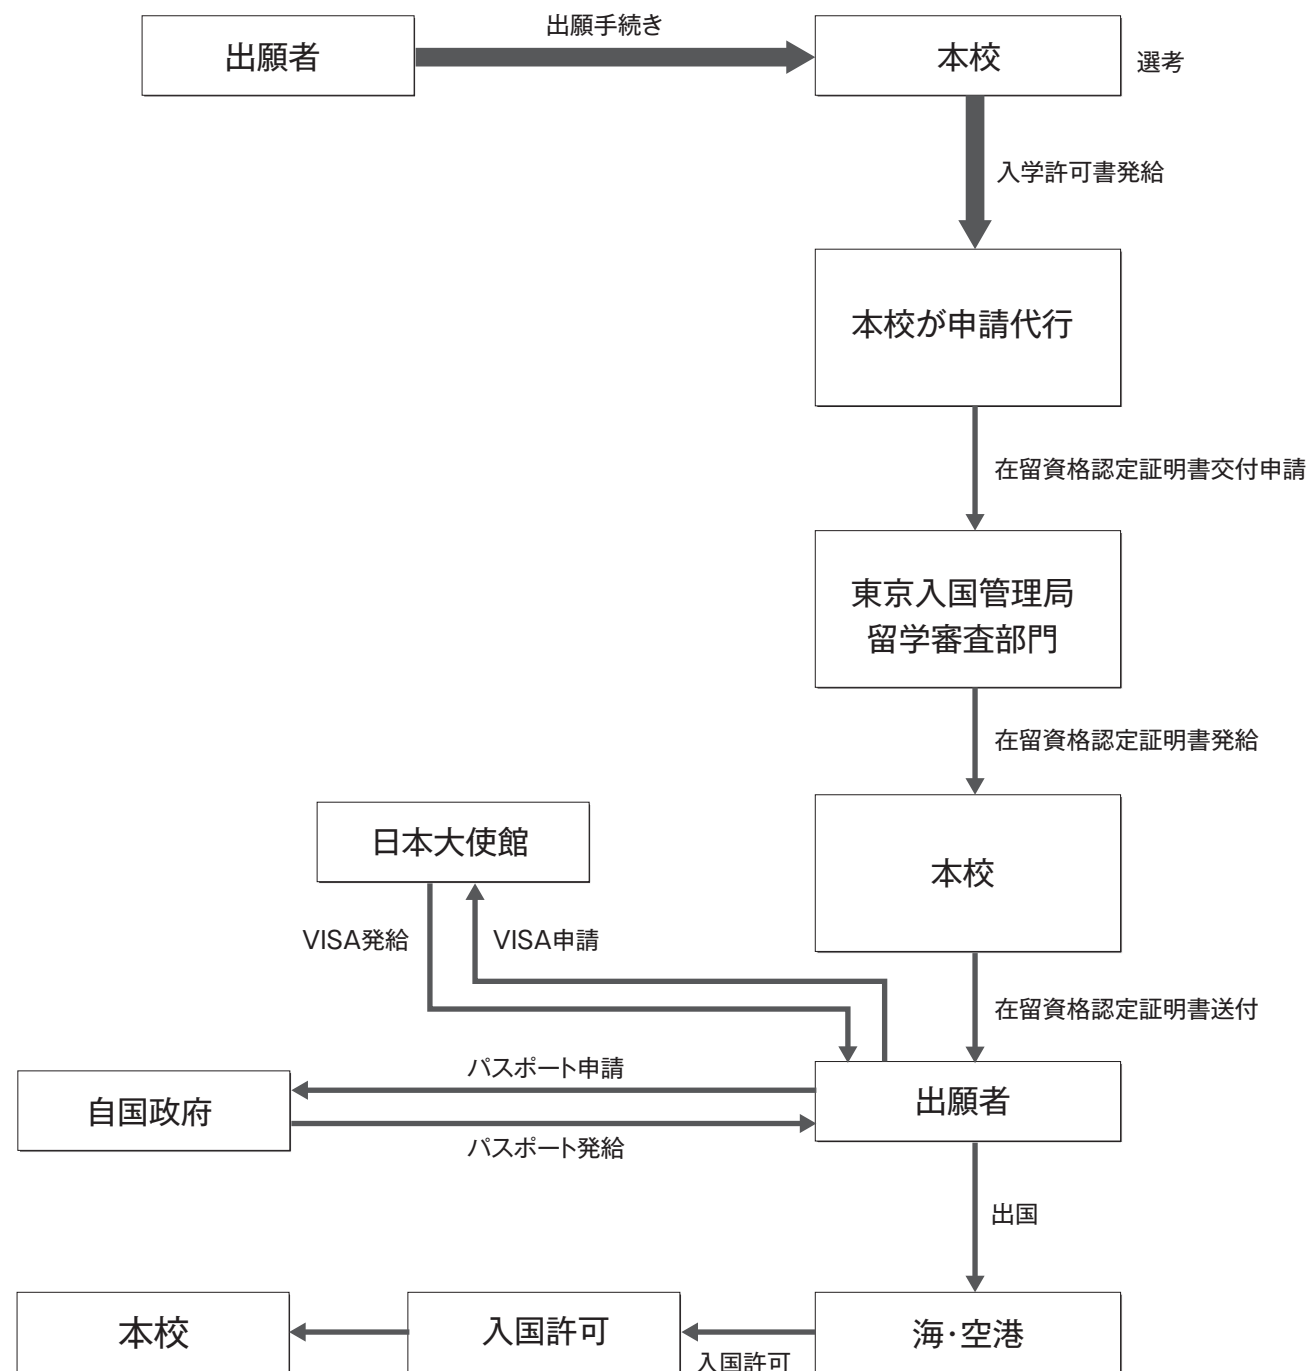 出願手続き
出願者
本校
選考
入学許可書発給
本校が申請代行
在留資格認定証明書交付申請
東京入国管理局
留学審査部門
在留資格認定証明書発給
日本大使館
本校
VISA発給
VISA申請
在留資格認定証明書送付
パスポート申請
自国政府
出願者
パスポート発給
出国
本校
入国許可
海・空港
入国許可